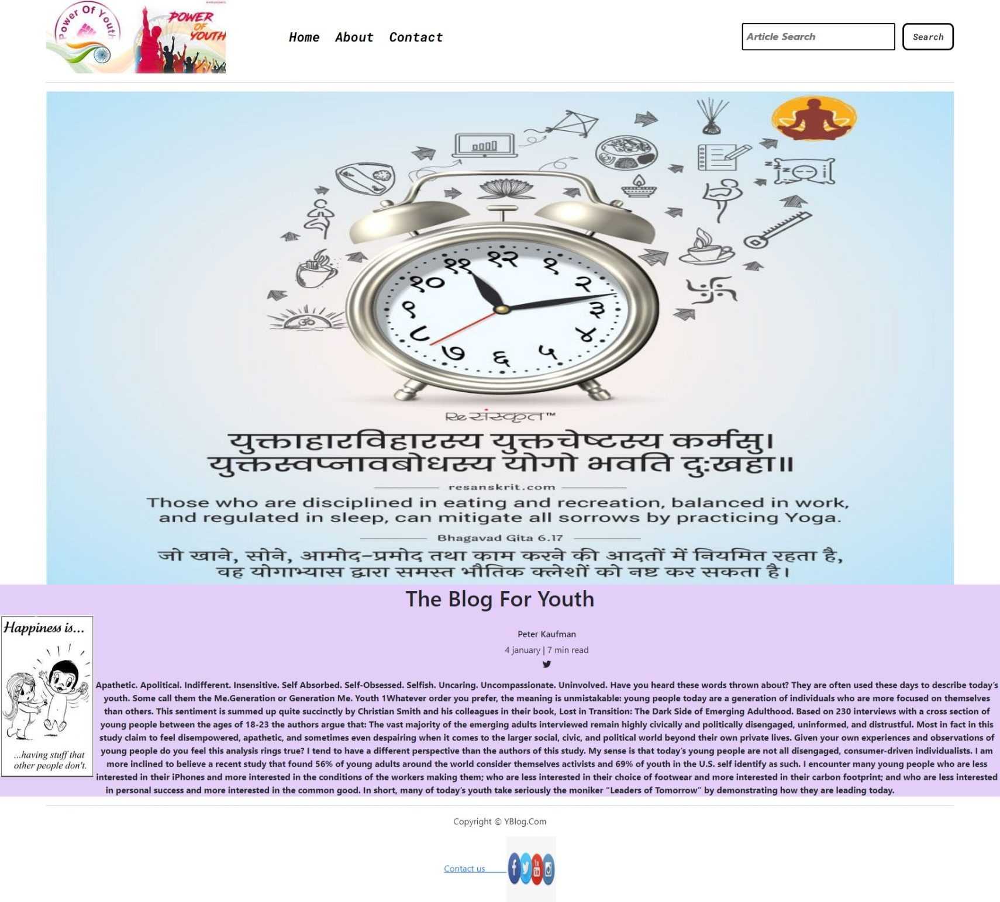 Power Of Youth
POWER
OF
YOUTH
Home About Contact
Article Search
Search
१२
११ १
१० २
९ ३
८ ४
७ ६ ५
ॐ
z z z
Re संस्कृत™
युक्ताहारविहारस्य युक्तचेष्टस्य कर्मसु।
युक्तस्वप्नावबोधस्य योगो भवति दु:खहा॥
resanskrit.com
Those who are disciplined in eating and recreation, balanced in work,
and regulated in sleep, can mitigate all sorrows by practicing Yoga.
Bhagavad Gita 6.17
जो खाने, सोने, आमोद-प्रमोद तथा काम करने की आदतों में नियमित रहता है,
वह योगाभ्यास द्वारा समस्त भौतिक क्लेशों को नष्ट कर सकता है।
The Blog For Youth
Happiness is...
...having stuff that
other people don't.
Peter Kaufman
4 january | 7 min read
Apathetic. Apolitical. Indifferent. Insensitive. Self Absorbed. Self-Obsessed. Selfish. Uncaring. Uncompassionate. Uninvolved. Have you heard these words thrown about? They are often used these days to describe today’s
youth. Some call them the Me.Generation or Generation Me. Youth 1Whatever order you prefer, the meaning is unmistakable: young people today are a generation of individuals who are more focused on themselves
than others. This sentiment is summed up quite succinctly by Christian Smith and his colleagues in their book, Lost in Transition: The Dark Side of Emerging Adulthood. Based on 230 interviews with a cross section of
young people between the ages of 18-23 the authors argue that: The vast majority of the emerging adults interviewed remain highly civically and politically disengaged, uninformed, and distrustful. Most in fact in this
study claim to feel disempowered, apathetic, and sometimes even despairing when it comes to the larger social, civic, and political world beyond their own private lives. Given your own experiences and observations of
young people do you feel this analysis rings true? I tend to have a different perspective than the authors of this study. My sense is that today’s young people are not all disengaged, consumer-driven individualists. I am
more inclined to believe a recent study that found 56% of young adults around the world consider themselves activists and 69% of youth in the U.S. self identify as such. I encounter many young people who are less
interested in their iPhones and more interested in the conditions of the workers making them; who are less interested in their choice of footwear and more interested in their carbon footprint; and who are less interested
in personal success and more interested in the common good. In short, many of today’s youth take seriously the moniker “Leaders of Tomorrow” by demonstrating how they are leading today.
Copyright © YBlog.Com
Contact us
You
Tube